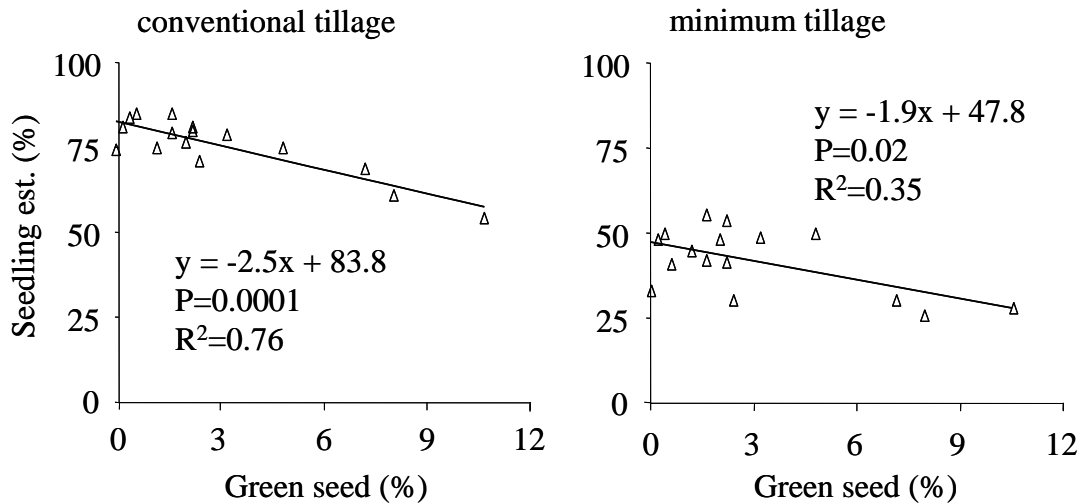 conventional tillage
100
75
50
25
0
0 3 6 9 12
Seedling est. (%)
Green seed (%)
y = -2.5x + 83.8
P=0.0001
R²=0.76
minimum tillage
100
75
50
25
0
0 3 6 9 12
Green seed (%)
y = -1.9x + 47.8
P=0.02
R²=0.35